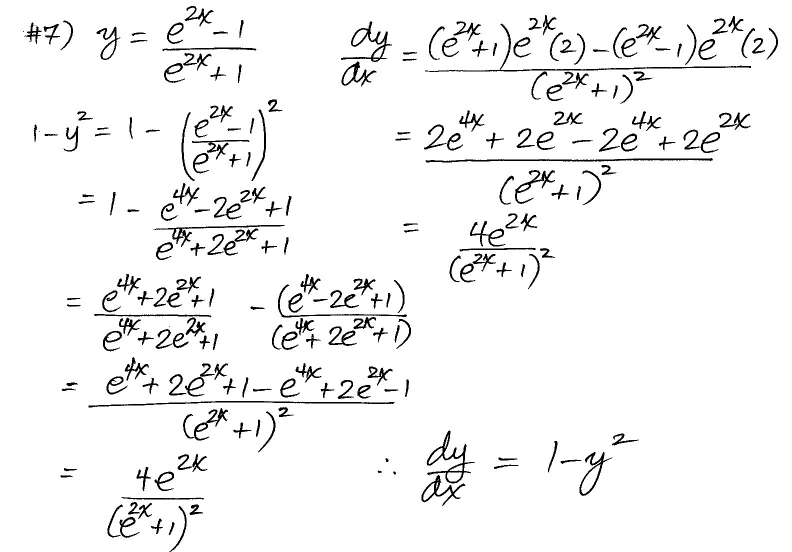 #7) y = (e^{2x} - 1)/(e^{2x} + 1)
1 - y² = 1 - ((e^{2x} - 1)/(e^{2x} + 1))²
= 1 - (e^{4x} - 2e^{2x} + 1)/(e^{4x} + 2e^{2x} + 1)
= (e^{4x} + 2e^{2x} + 1)/(e^{4x} + 2e^{2x} + 1) - (e^{4x} - 2e^{2x} + 1)/(e^{4x} + 2e^{2x} + 1)
= (e^{4x} + 2e^{2x} + 1 - e^{4x} + 2e^{2x} - 1)/(e^{2x} + 1)²
= 4e^{2x}/(e^{2x} + 1)²
dy/dx = ((e^{2x} + 1)e^{2x}(2) - (e^{2x} - 1)e^{2x}(2))/(e^{2x} + 1)²
= (2e^{4x} + 2e^{2x} - 2e^{4x} + 2e^{2x})/(e^{2x} + 1)²
= 4e^{2x}/(e^{2x} + 1)²
∴ dy/dx = 1 - y²